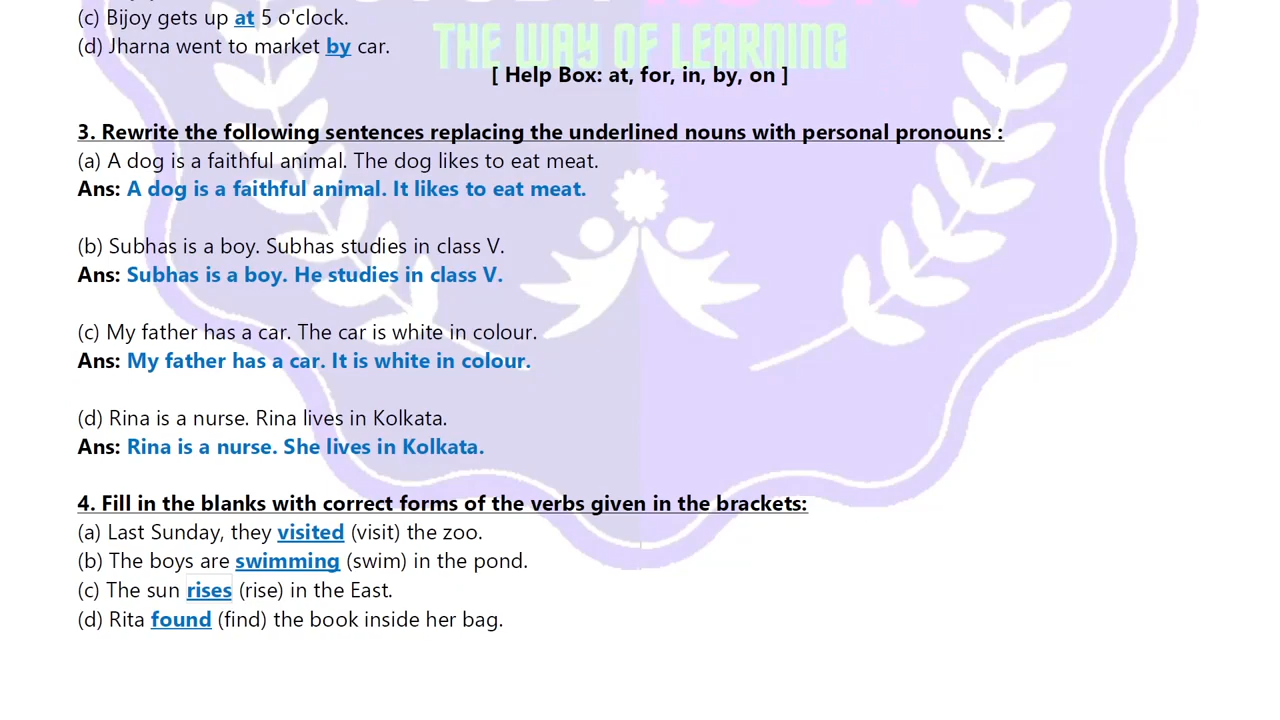 (c) Bijoy gets up at 5 o'clock.
THE WAY OF LEARNING
(d) Jharna went to market by car.
[ Help Box: at, for, in, by, on ]
3. Rewrite the following sentences replacing the underlined nouns with personal pronouns :
(a) A dog is a faithful animal. The dog likes to eat meat.
Ans: A dog is a faithful animal. It likes to eat meat.
(b) Subhas is a boy. Subhas studies in class V.
Ans: Subhas is a boy. He studies in class V.
(c) My father has a car. The car is white in colour.
Ans: My father has a car. It is white in colour.
(d) Rina is a nurse. Rina lives in Kolkata.
Ans: Rina is a nurse. She lives in Kolkata.
4. Fill in the blanks with correct forms of the verbs given in the brackets:
(a) Last Sunday, they visited (visit) the zoo.
(b) The boys are swimming (swim) in the pond.
(c) The sun rises (rise) in the East.
(d) Rita found (find) the book inside her bag.